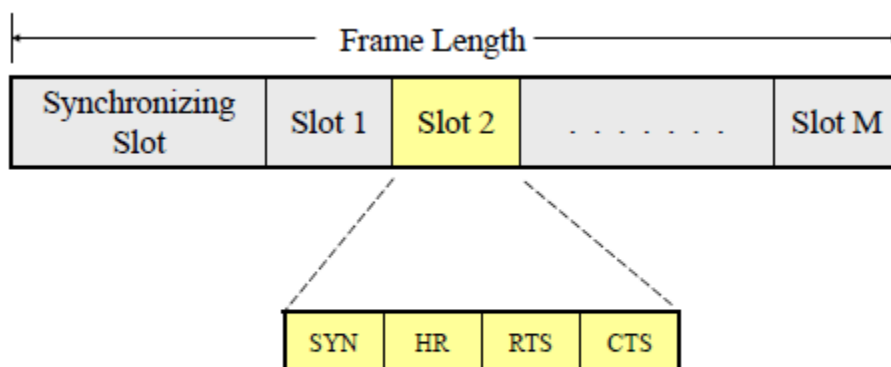 Frame Length
Synchronizing
Slot
Slot 1
Slot 2
. . . . . . .
Slot M
SYN
HR
RTS
CTS